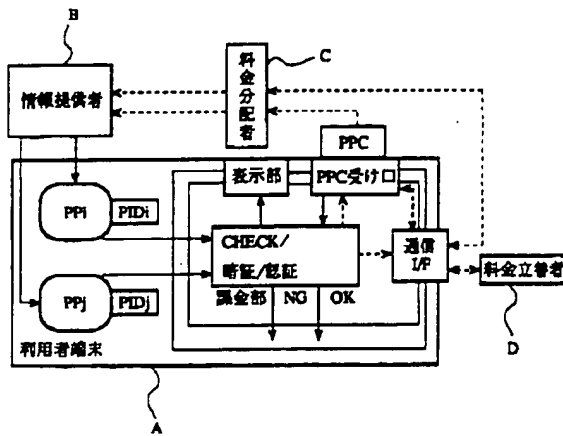 B
情報提供者
料金分配者
C
PPC
表示部
PPC受け口
PPi
PIDi
CHECK/
暗証/認証
通信
I/F
料金立替者
D
PPj
PIDj
課金部 NG OK
利用者端末
A